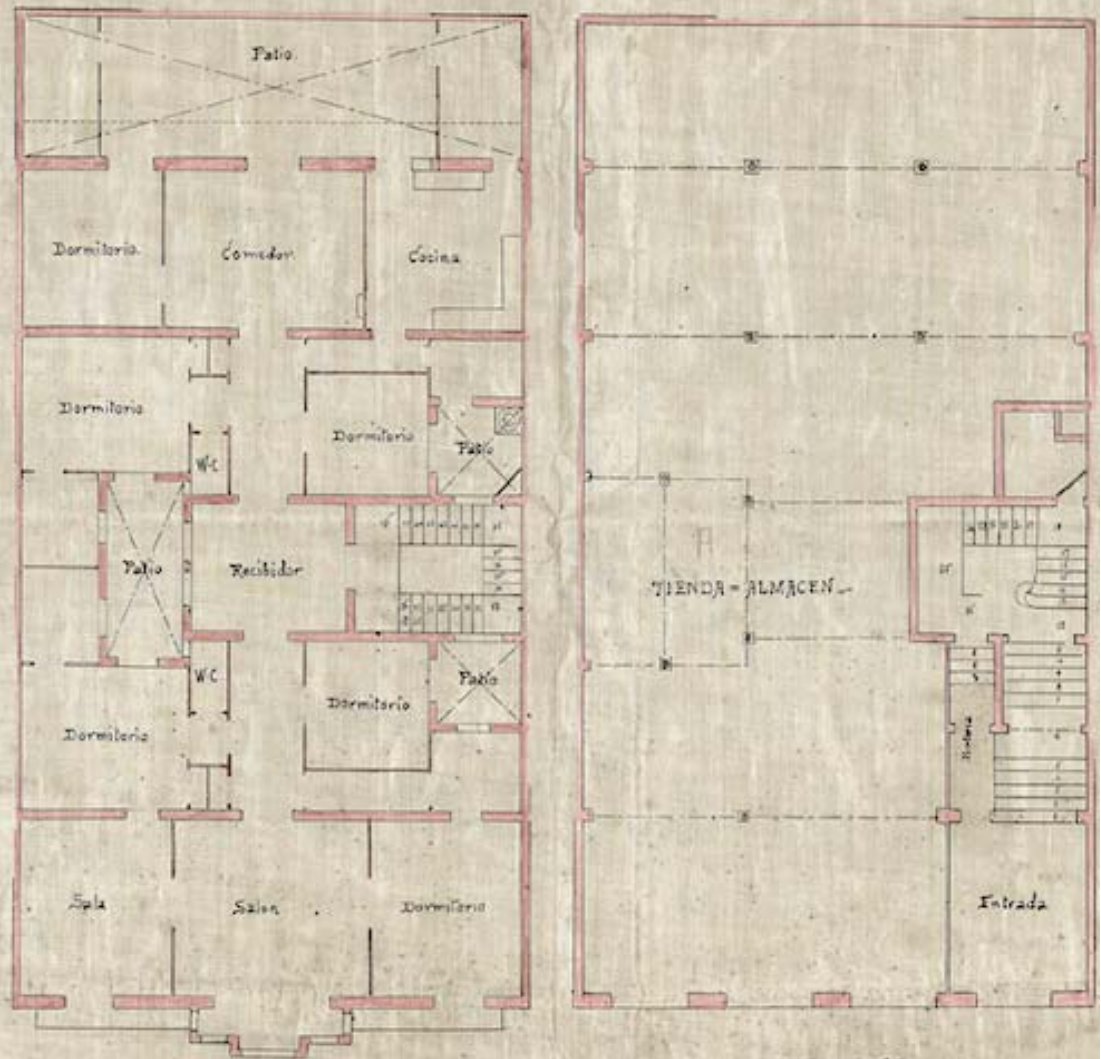 Patio
Dormitorio
Comedor
Cocina
Dormitorio
Dormitorio
Patio
W-C
Patio
Recibidor
W-C
Dormitorio
Patio
Dormitorio
Sala
Salon
Dormitorio
TIENDA = ALMACEN
Entrada